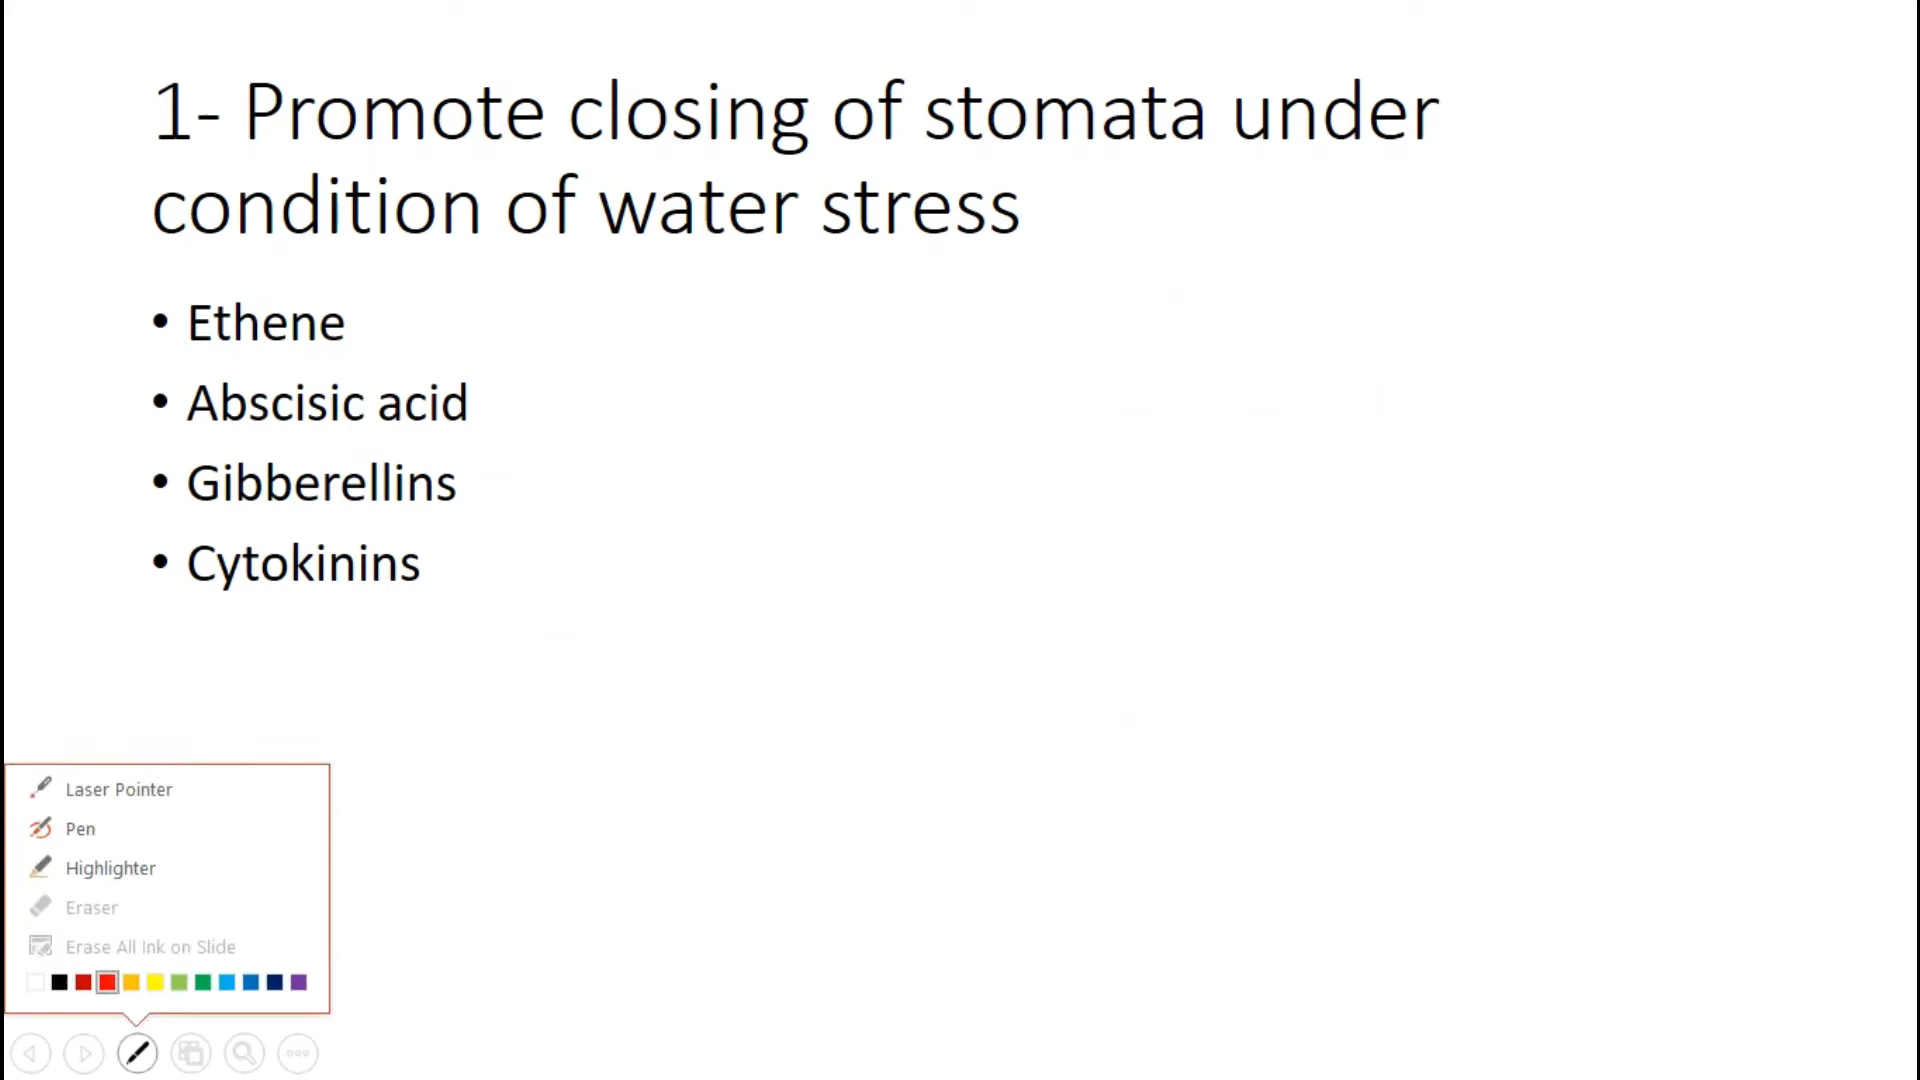 1- Promote closing of stomata under
condition of water stress
• Ethene
• Abscisic acid
• Gibberellins
• Cytokinins
Laser Pointer
Pen
Highlighter
Eraser
Erase All Ink on Slide